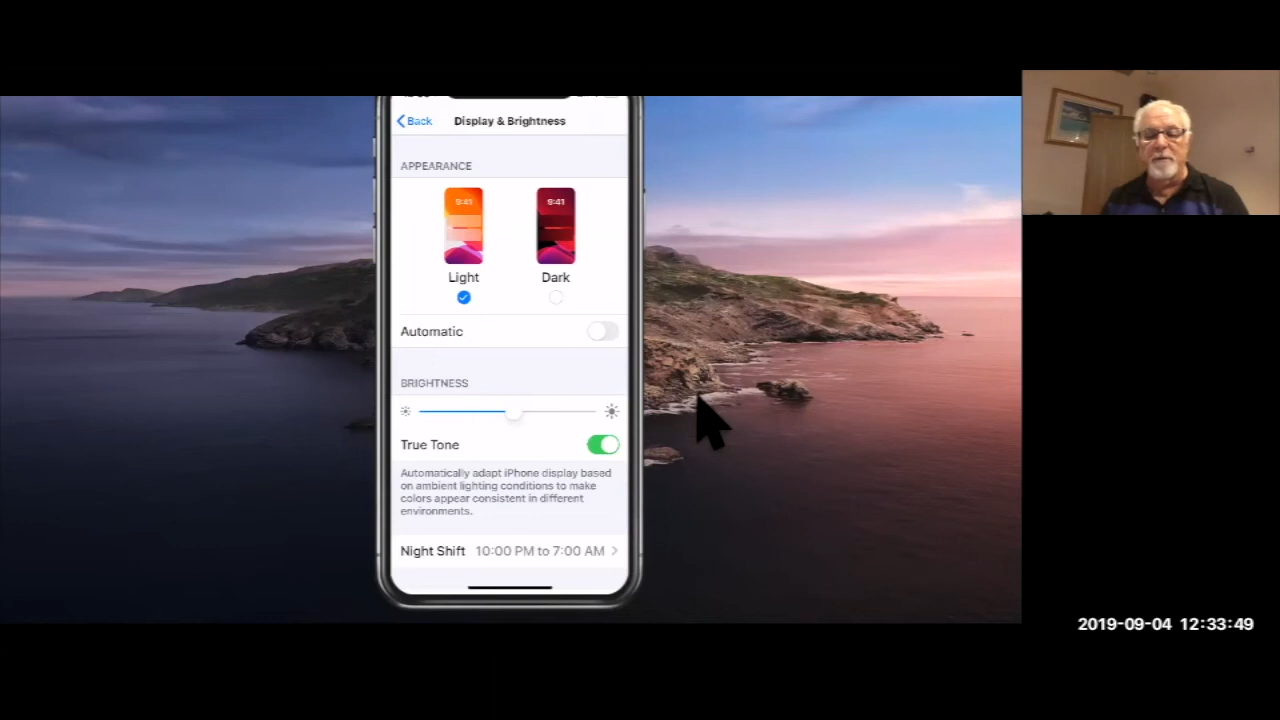 Back Display & Brightness
APPEARANCE
9:41 9:41
Light Dark
Automatic
BRIGHTNESS
True Tone
Automatically adapt iPhone display based
on ambient lighting conditions to make
colors appear consistent in different
environments.
Night Shift 10:00 PM to 7:00 AM
2019-09-04 12:33:49